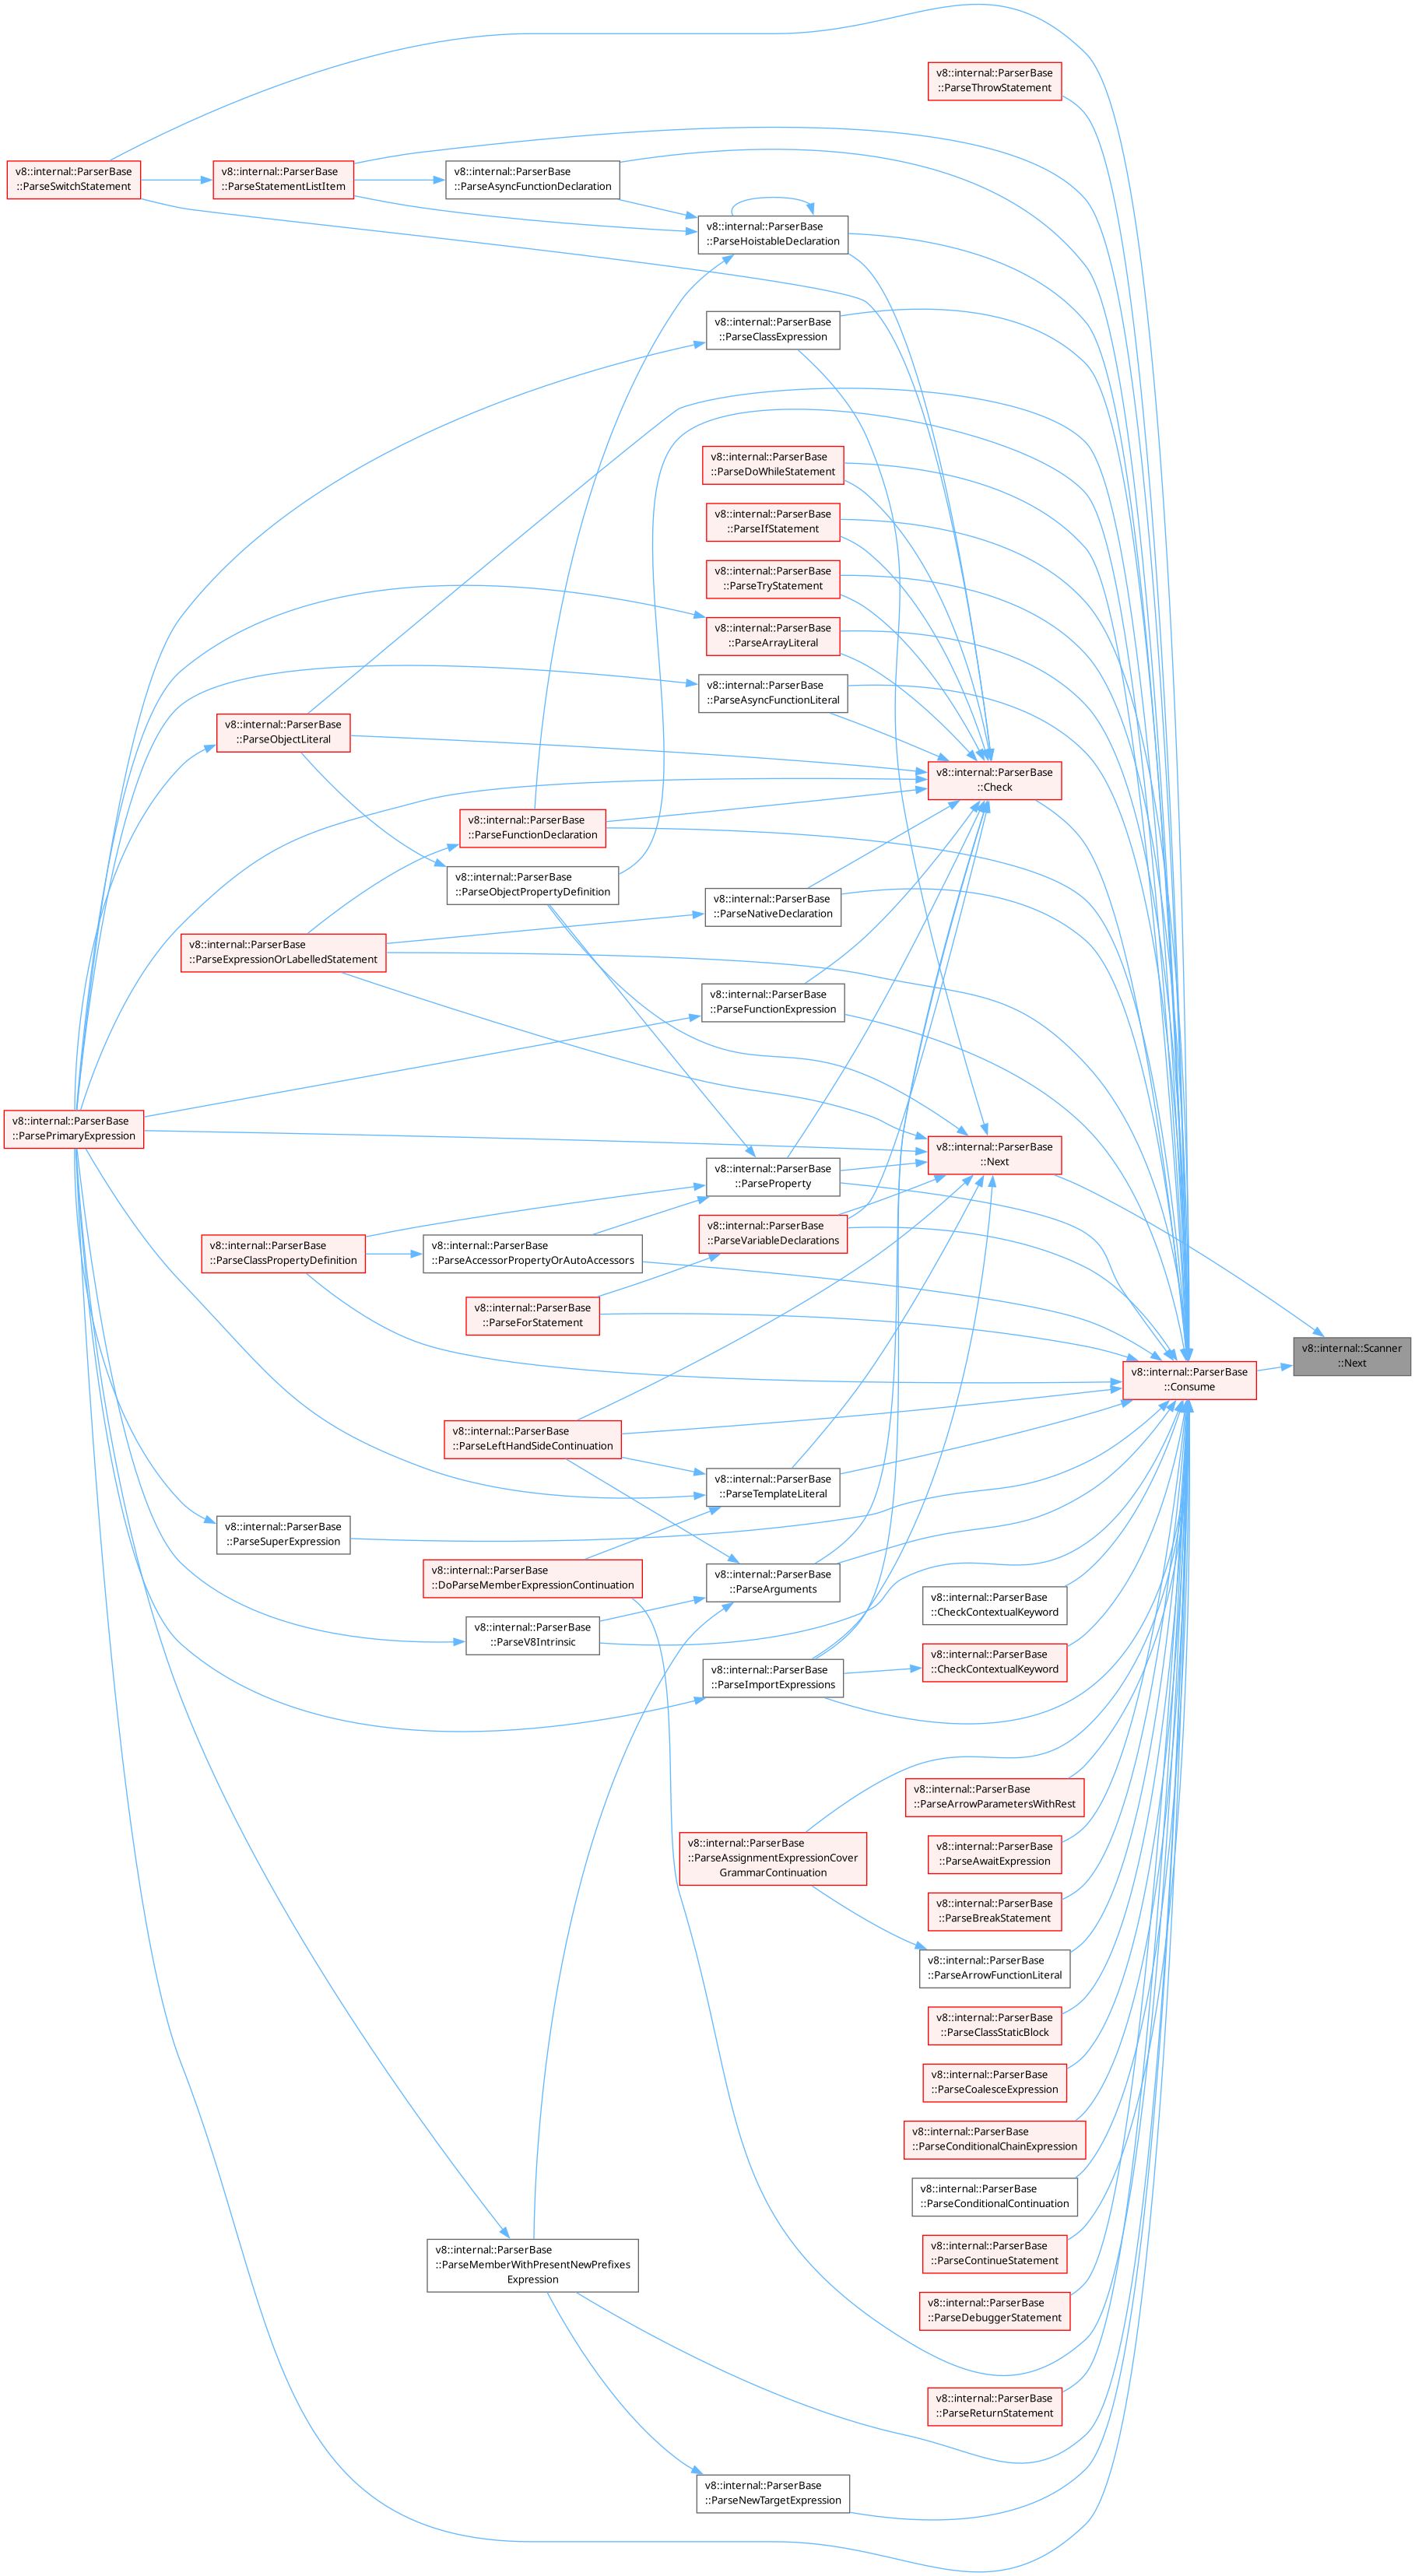 v8::internal::ParserBase
::ParseThrowStatement
v8::internal::ParserBase
::ParseSwitchStatement
v8::internal::ParserBase
::ParseStatementListItem
v8::internal::ParserBase
::ParseAsyncFunctionDeclaration
v8::internal::ParserBase
::ParseHoistableDeclaration
v8::internal::ParserBase
::ParseClassExpression
v8::internal::ParserBase
::ParseDoWhileStatement
v8::internal::ParserBase
::ParseIfStatement
v8::internal::ParserBase
::ParseTryStatement
v8::internal::ParserBase
::ParseArrayLiteral
v8::internal::ParserBase
::ParseAsyncFunctionLiteral
v8::internal::ParserBase
::ParseObjectLiteral
v8::internal::ParserBase
::Check
v8::internal::ParserBase
::ParseFunctionDeclaration
v8::internal::ParserBase
::ParseObjectPropertyDefinition
v8::internal::ParserBase
::ParseNativeDeclaration
v8::internal::ParserBase
::ParseExpressionOrLabelledStatement
v8::internal::ParserBase
::ParseFunctionExpression
v8::internal::ParserBase
::ParsePrimaryExpression
v8::internal::ParserBase
::Next
v8::internal::ParserBase
::ParseProperty
v8::internal::ParserBase
::ParseVariableDeclarations
v8::internal::ParserBase
::ParseClassPropertyDefinition
v8::internal::ParserBase
::ParseAccessorPropertyOrAutoAccessors
v8::internal::ParserBase
::ParseForStatement
v8::internal::Scanner
::Next
v8::internal::ParserBase
::Consume
v8::internal::ParserBase
::ParseLeftHandSideContinuation
v8::internal::ParserBase
::ParseTemplateLiteral
v8::internal::ParserBase
::ParseSuperExpression
v8::internal::ParserBase
::DoParseMemberExpressionContinuation
v8::internal::ParserBase
::ParseArguments
v8::internal::ParserBase
::CheckContextualKeyword
v8::internal::ParserBase
::ParseV8Intrinsic
v8::internal::ParserBase
::CheckContextualKeyword
v8::internal::ParserBase
::ParseImportExpressions
v8::internal::ParserBase
::ParseArrowParametersWithRest
v8::internal::ParserBase
::ParseAssignmentExpressionCover
GrammarContinuation
v8::internal::ParserBase
::ParseAwaitExpression
v8::internal::ParserBase
::ParseBreakStatement
v8::internal::ParserBase
::ParseArrowFunctionLiteral
v8::internal::ParserBase
::ParseClassStaticBlock
v8::internal::ParserBase
::ParseCoalesceExpression
v8::internal::ParserBase
::ParseConditionalChainExpression
v8::internal::ParserBase
::ParseConditionalContinuation
v8::internal::ParserBase
::ParseContinueStatement
v8::internal::ParserBase
::ParseMemberWithPresentNewPrefixes
Expression
v8::internal::ParserBase
::ParseDebuggerStatement
v8::internal::ParserBase
::ParseReturnStatement
v8::internal::ParserBase
::ParseNewTargetExpression